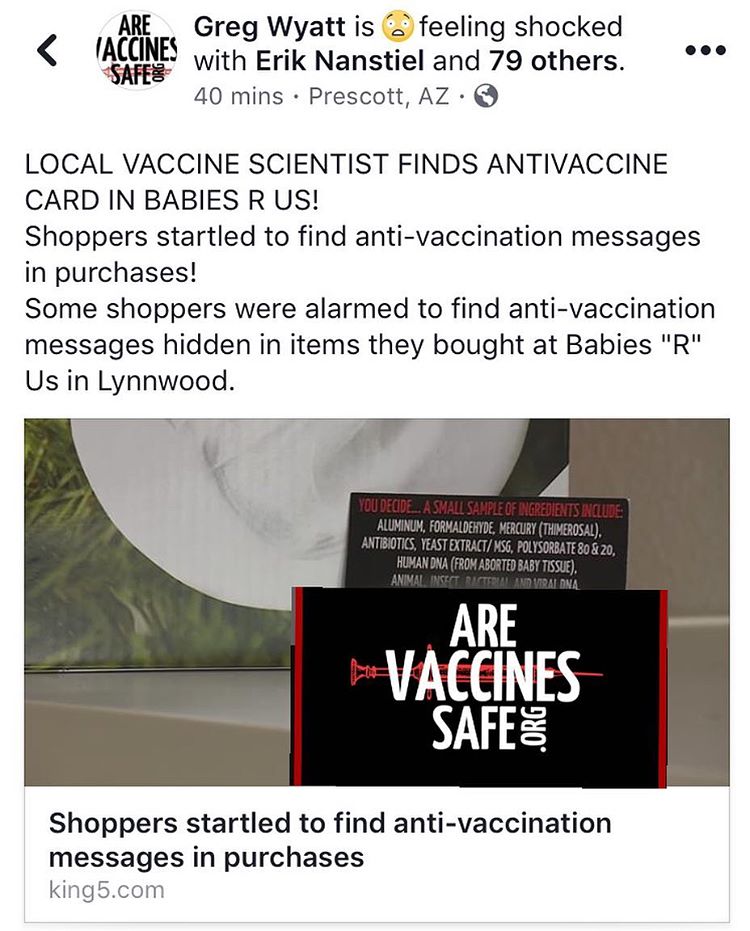 ARE
VACCINES
SAFE.ORG
Greg Wyatt is 😳 feeling shocked
with Erik Nanstiel and 79 others.
40 mins · Prescott, AZ ·
LOCAL VACCINE SCIENTIST FINDS ANTIVACCINE
CARD IN BABIES R US!
Shoppers startled to find anti-vaccination messages
in purchases!
Some shoppers were alarmed to find anti-vaccination
messages hidden in items they bought at Babies "R"
Us in Lynnwood.
YOU DECIDE... A SMALL SAMPLE OF INGREDIENTS INCLUDE:
ALUMINUM, FORMALDEHYDE, MERCURY (THIMEROSAL),
ANTIBIOTICS, YEAST EXTRACT/ MSG, POLYSORBATE 80 & 20,
HUMAN DNA (FROM ABORTED BABY TISSUE),
ANIMAL, INSECT, BACTERIAL, AND VIRAL DNA
ARE
VACCINES
SAFE.ORG
Shoppers startled to find anti-vaccination
messages in purchases
king5.com